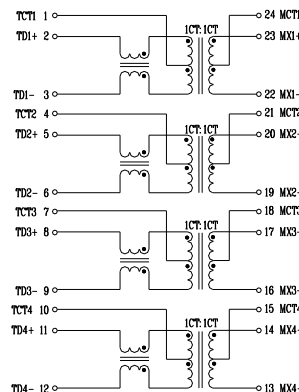 TCT1 1 24 MCT1
1CT:1CT
TD1+ 2 23 MX1+
TD1- 3 22 MX1-
TCT2 4 21 MCT2
1CT:1CT
TD2+ 5 20 MX2-
TD2- 6 19 MX2-
TCT3 7 18 MCT3
1CT:1CT
TD3+ 8 17 MX3-
TD3- 9 16 MX3-
TCT4 10 15 MCT4
1CT:1CT
TD4+ 11 14 MX4-
TD4- 12 13 MX4-